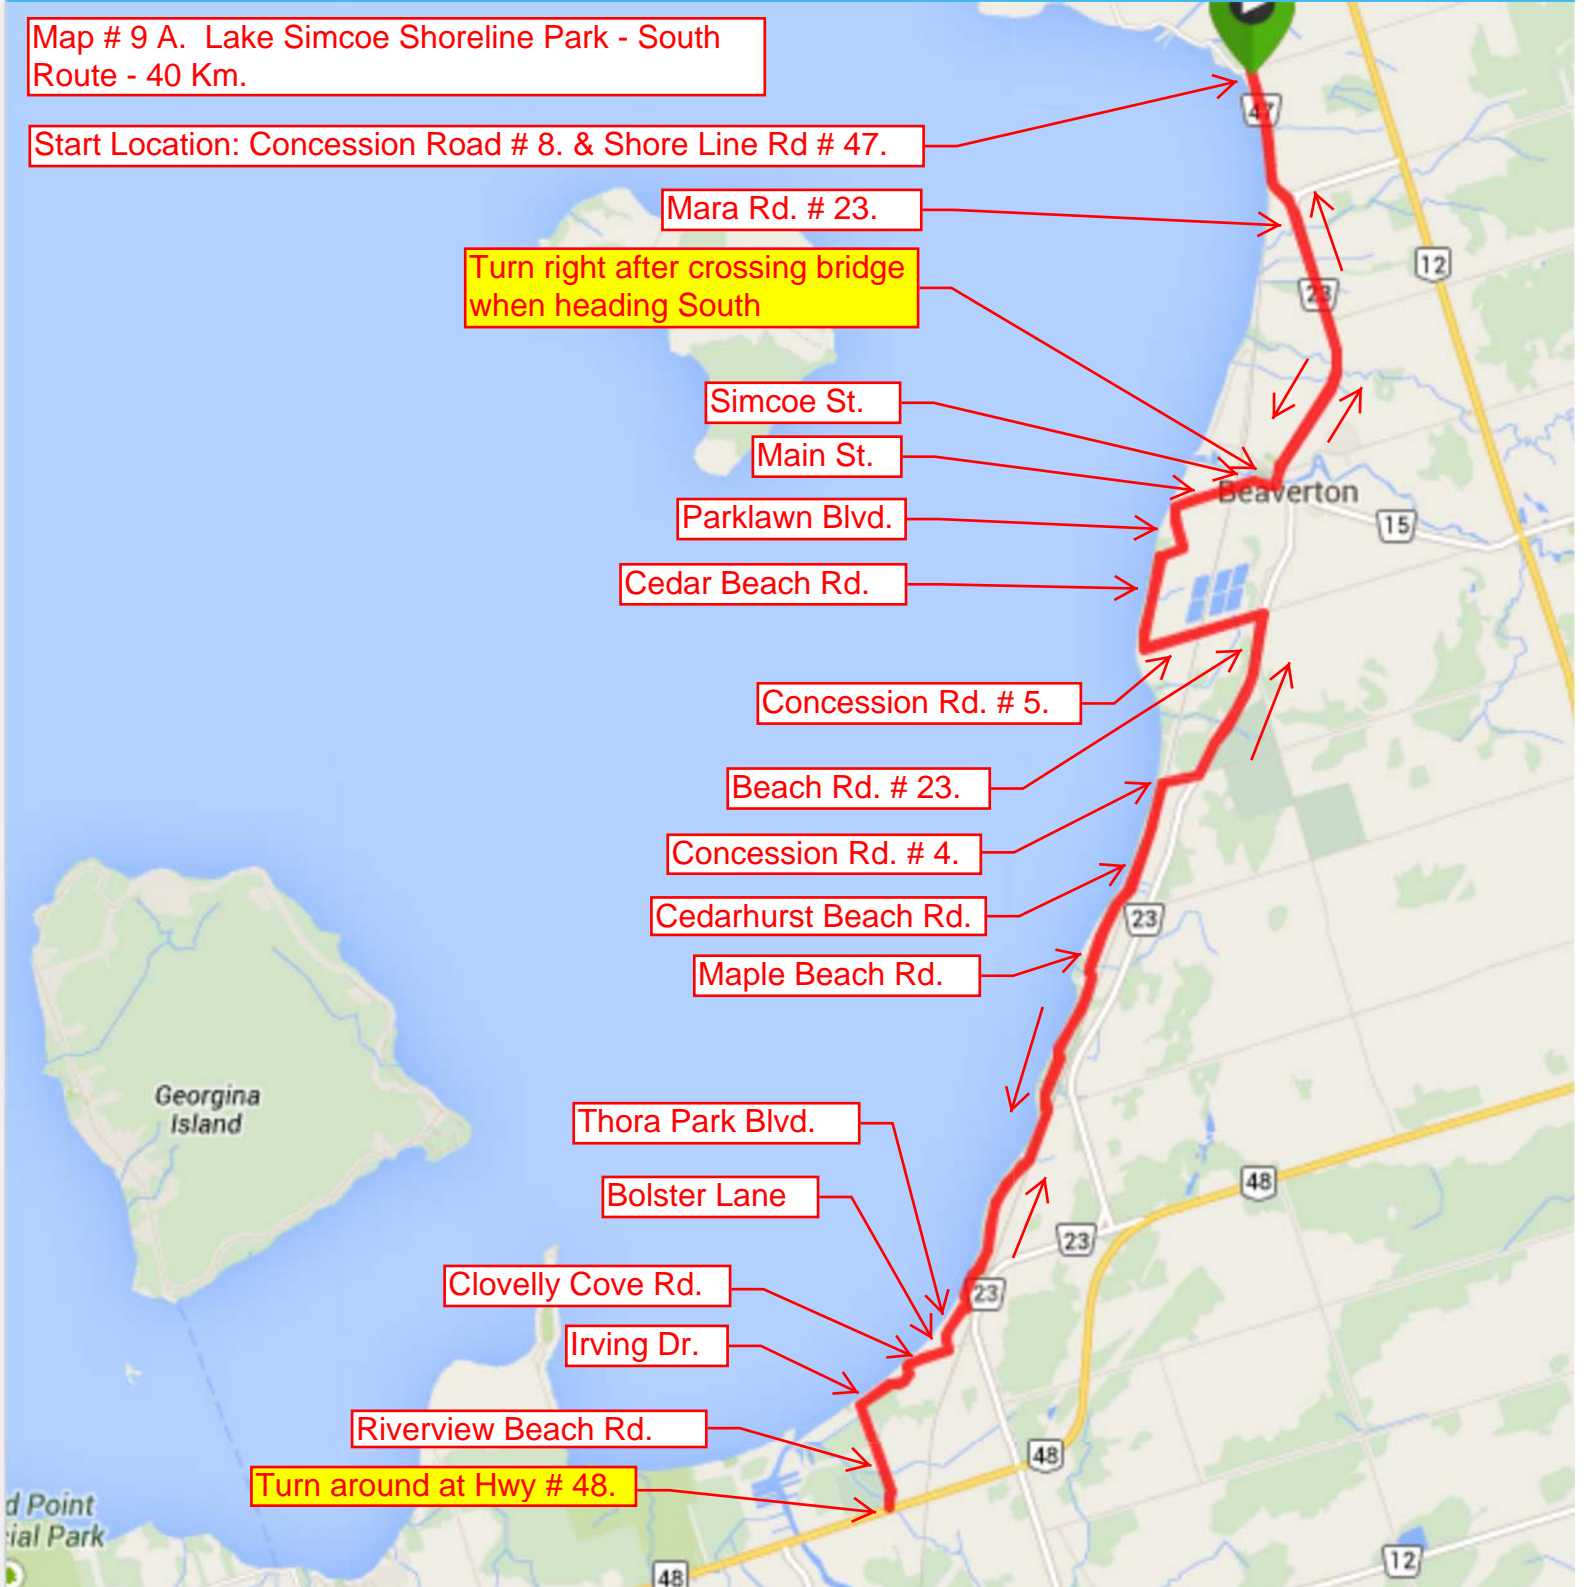 Map # 9 A.  Lake Simcoe Shoreline Park - South
Route - 40 Km.
Start Location: Concession Road # 8. & Shore Line Rd # 47.
47
Mara Rd. # 23.
12
Turn right after crossing bridge
when heading South
23
Simcoe St.
Main St.
Beaverton
Parklawn Blvd.
15
Cedar Beach Rd.
Concession Rd. # 5.
Beach Rd. # 23.
Concession Rd. # 4.
Cedarhurst Beach Rd.
23
Maple Beach Rd.
Georgina
Island
Thora Park Blvd.
48
Bolster Lane
23
Clovelly Cove Rd.
23
Irving Dr.
Riverview Beach Rd.
48
Turn around at Hwy # 48.
d Point
ial Park
12
48